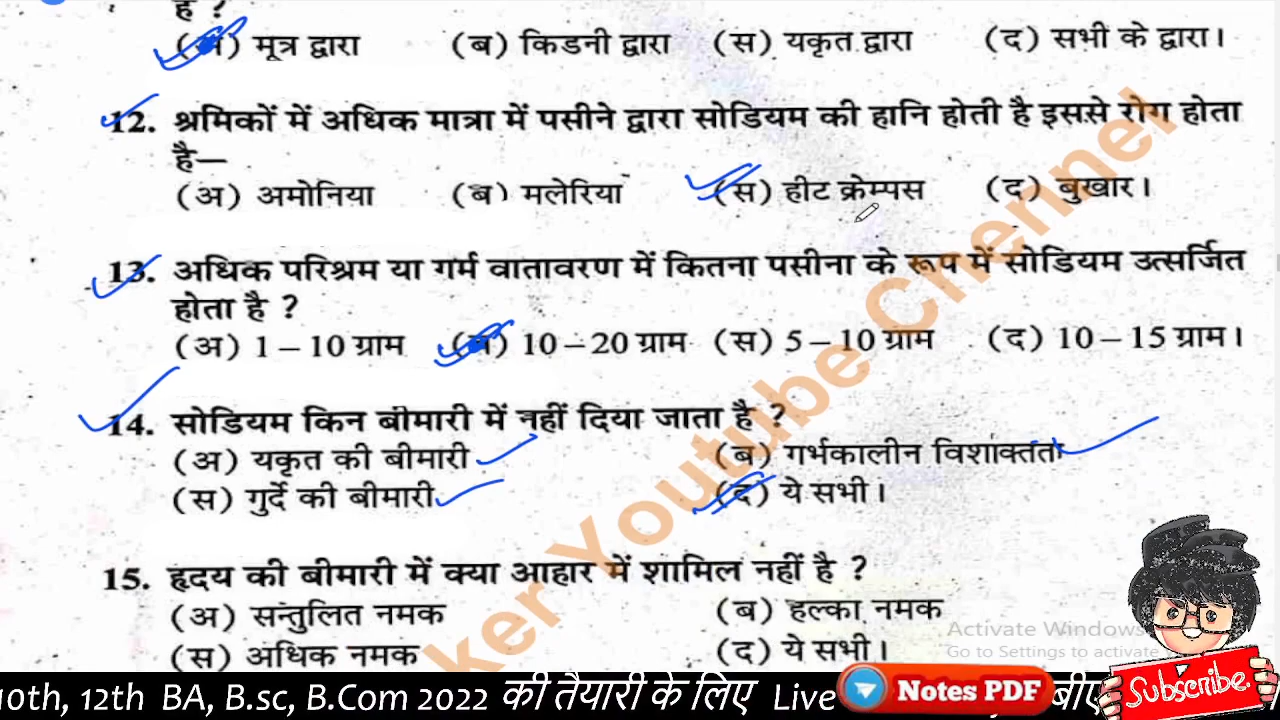 है ?
(अ) मूत्र द्वारा (ब) किडनी द्वारा (स) यकृत द्वारा (द) सभी के द्वारा।
12. श्रमिकों में अधिक मात्रा में पसीने द्वारा सोडियम की हानि होती है इससे रोग होता
है—
(अ) अमोनिया (ब) मलेरिया (स) हीट क्रेम्पस (द) बुखार।
13. अधिक परिश्रम या गर्म वातावरण में कितना पसीना के रूप में सोडियम उत्सर्जित
होता है ?
(अ) 1 – 10 ग्राम (ब) 10 – 20 ग्राम (स) 5 – 10 ग्राम (द) 10 – 15 ग्राम।
14. सोडियम किन बीमारी में नहीं दिया जाता है ?
(अ) यकृत की बीमारी (ब) गर्भकालीन विशाक्तता
(स) गुर्दे की बीमारी (द) ये सभी।
15. हृदय की बीमारी में क्या आहार में शामिल नहीं है ?
(अ) सन्तुलित नमक (ब) हल्का नमक
(स) अधिक नमक (द) ये सभी।
ker Youtube Chennel
Activate Windows
Go to Settings to activate
10th, 12th BA, B.sc, B.Com 2022 की तैयारी के लिए Live
Notes PDF
Subscribe